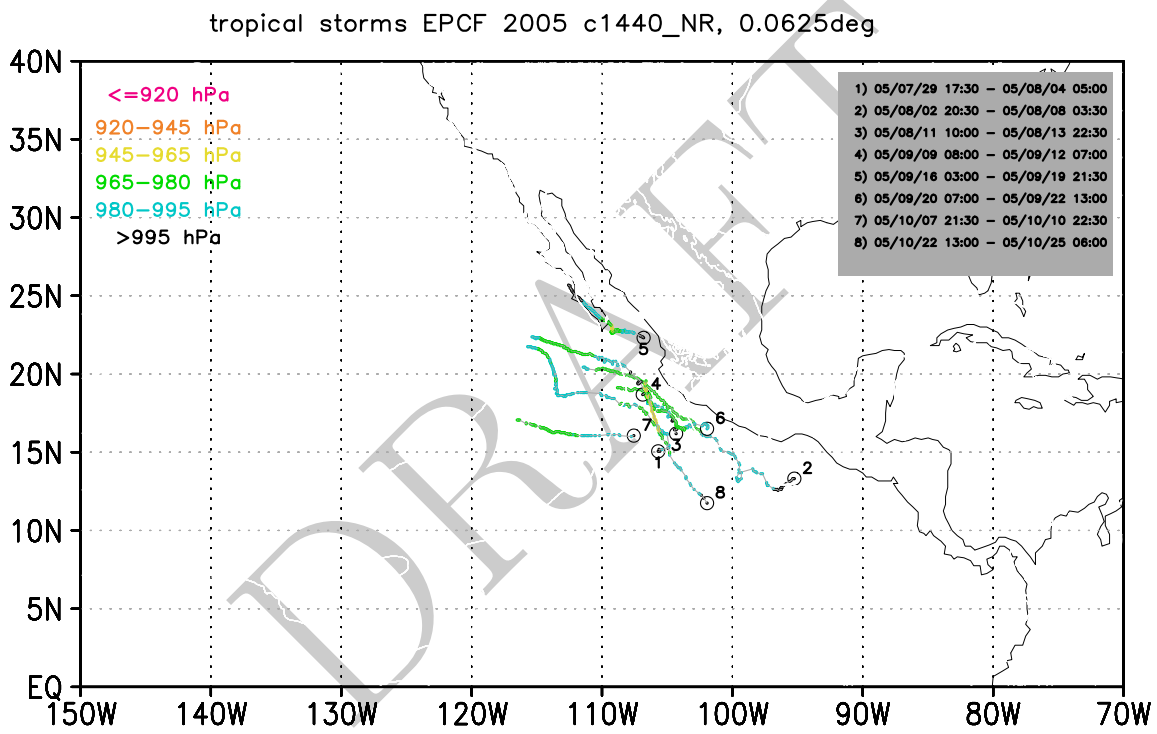 tropical storms EPCF 2005 c1440_NR, 0.0625deg
40N
35N
30N
25N
20N
15N
10N
5N
EQ
<=920 hPa
920-945 hPa
945-965 hPa
965-980 hPa
980-995 hPa
>995 hPa
1) 05/07/29 17:30 - 05/08/04 05:00
2) 05/08/02 20:30 - 05/08/08 03:30
3) 05/08/11 10:00 - 05/08/13 22:30
4) 05/09/09 08:00 - 05/09/12 07:00
5) 05/09/16 03:00 - 05/09/19 21:30
6) 05/09/20 07:00 - 05/09/22 13:00
7) 05/10/07 21:30 - 05/10/10 22:30
8) 05/10/22 13:00 - 05/10/25 06:00
5
4
6
7
3
1
2
8
DRAFT
150W 140W 130W 120W 110W 100W 90W 80W 70W